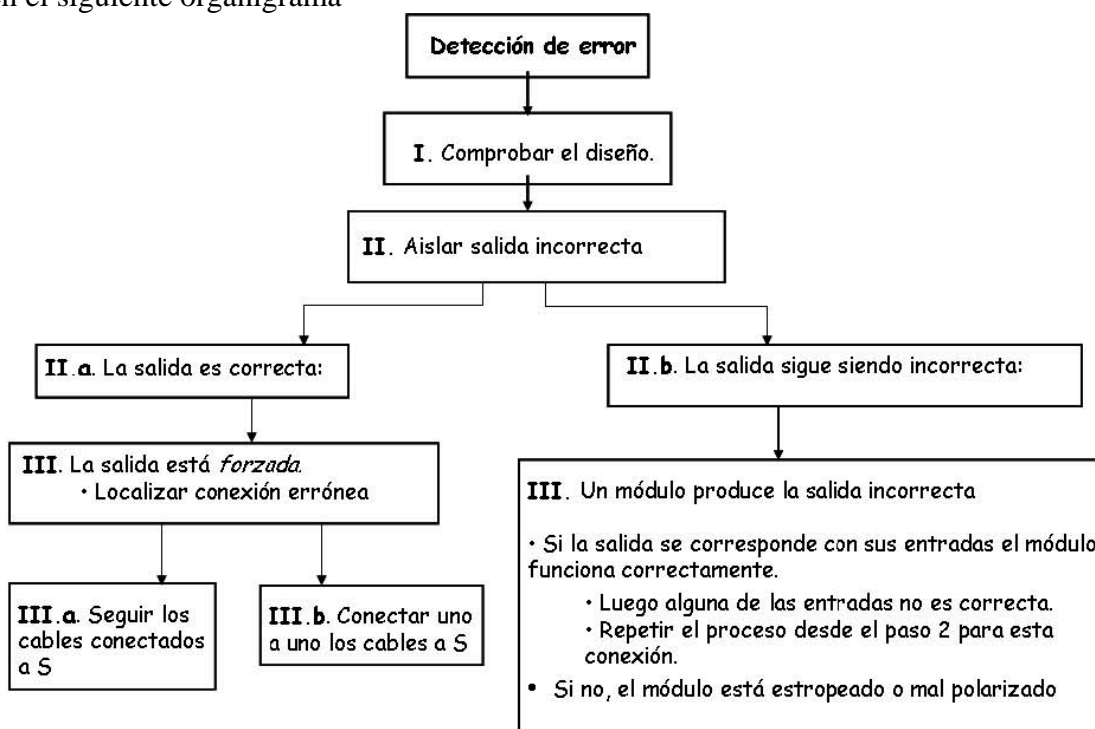 en el siguiente organigrama
Detección de error
I. Comprobar el diseño.
II. Aislar salida incorrecta
II.a. La salida es correcta:
II.b. La salida sigue siendo incorrecta:
III. La salida está forzada.
• Localizar conexión errónea
III.a. Seguir los
cables conectados
a S
III.b. Conectar uno
a uno los cables a S
III. Un módulo produce la salida incorrecta
• Si la salida se corresponde con sus entradas el módulo
funciona correctamente.
• Luego alguna de las entradas no es correcta.
• Repetir el proceso desde el paso 2 para esta
conexión.
• Si no, el módulo está estropeado o mal polarizado